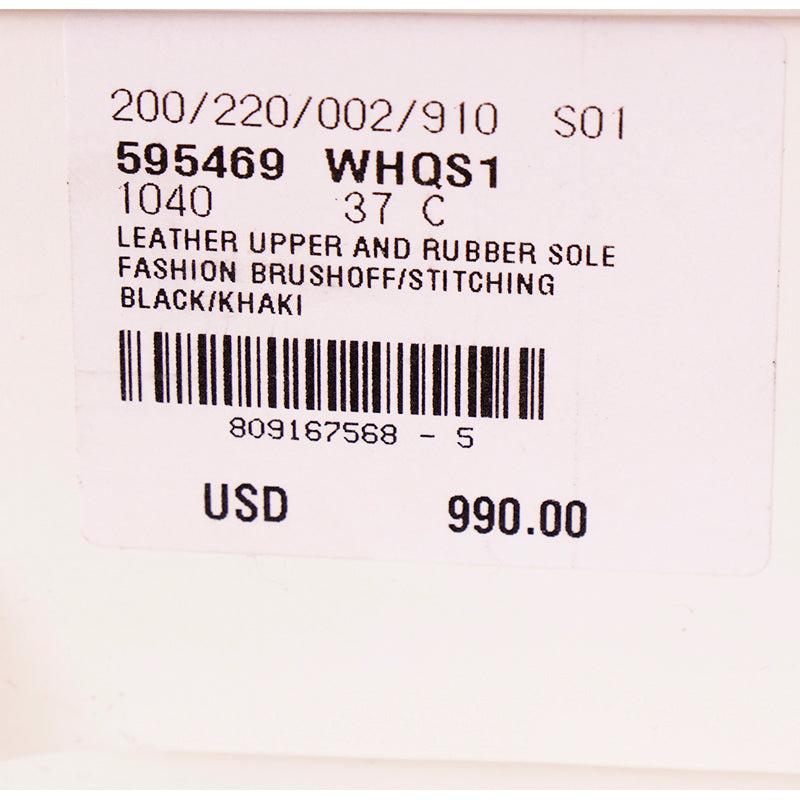 200/220/002/910 S01
595469 WHQS1
1040 37 C
LEATHER UPPER AND RUBBER SOLE
FASHION BRUSHOFF/STITCHING
BLACK/KHAKI
809167568 - 5
USD 990.00